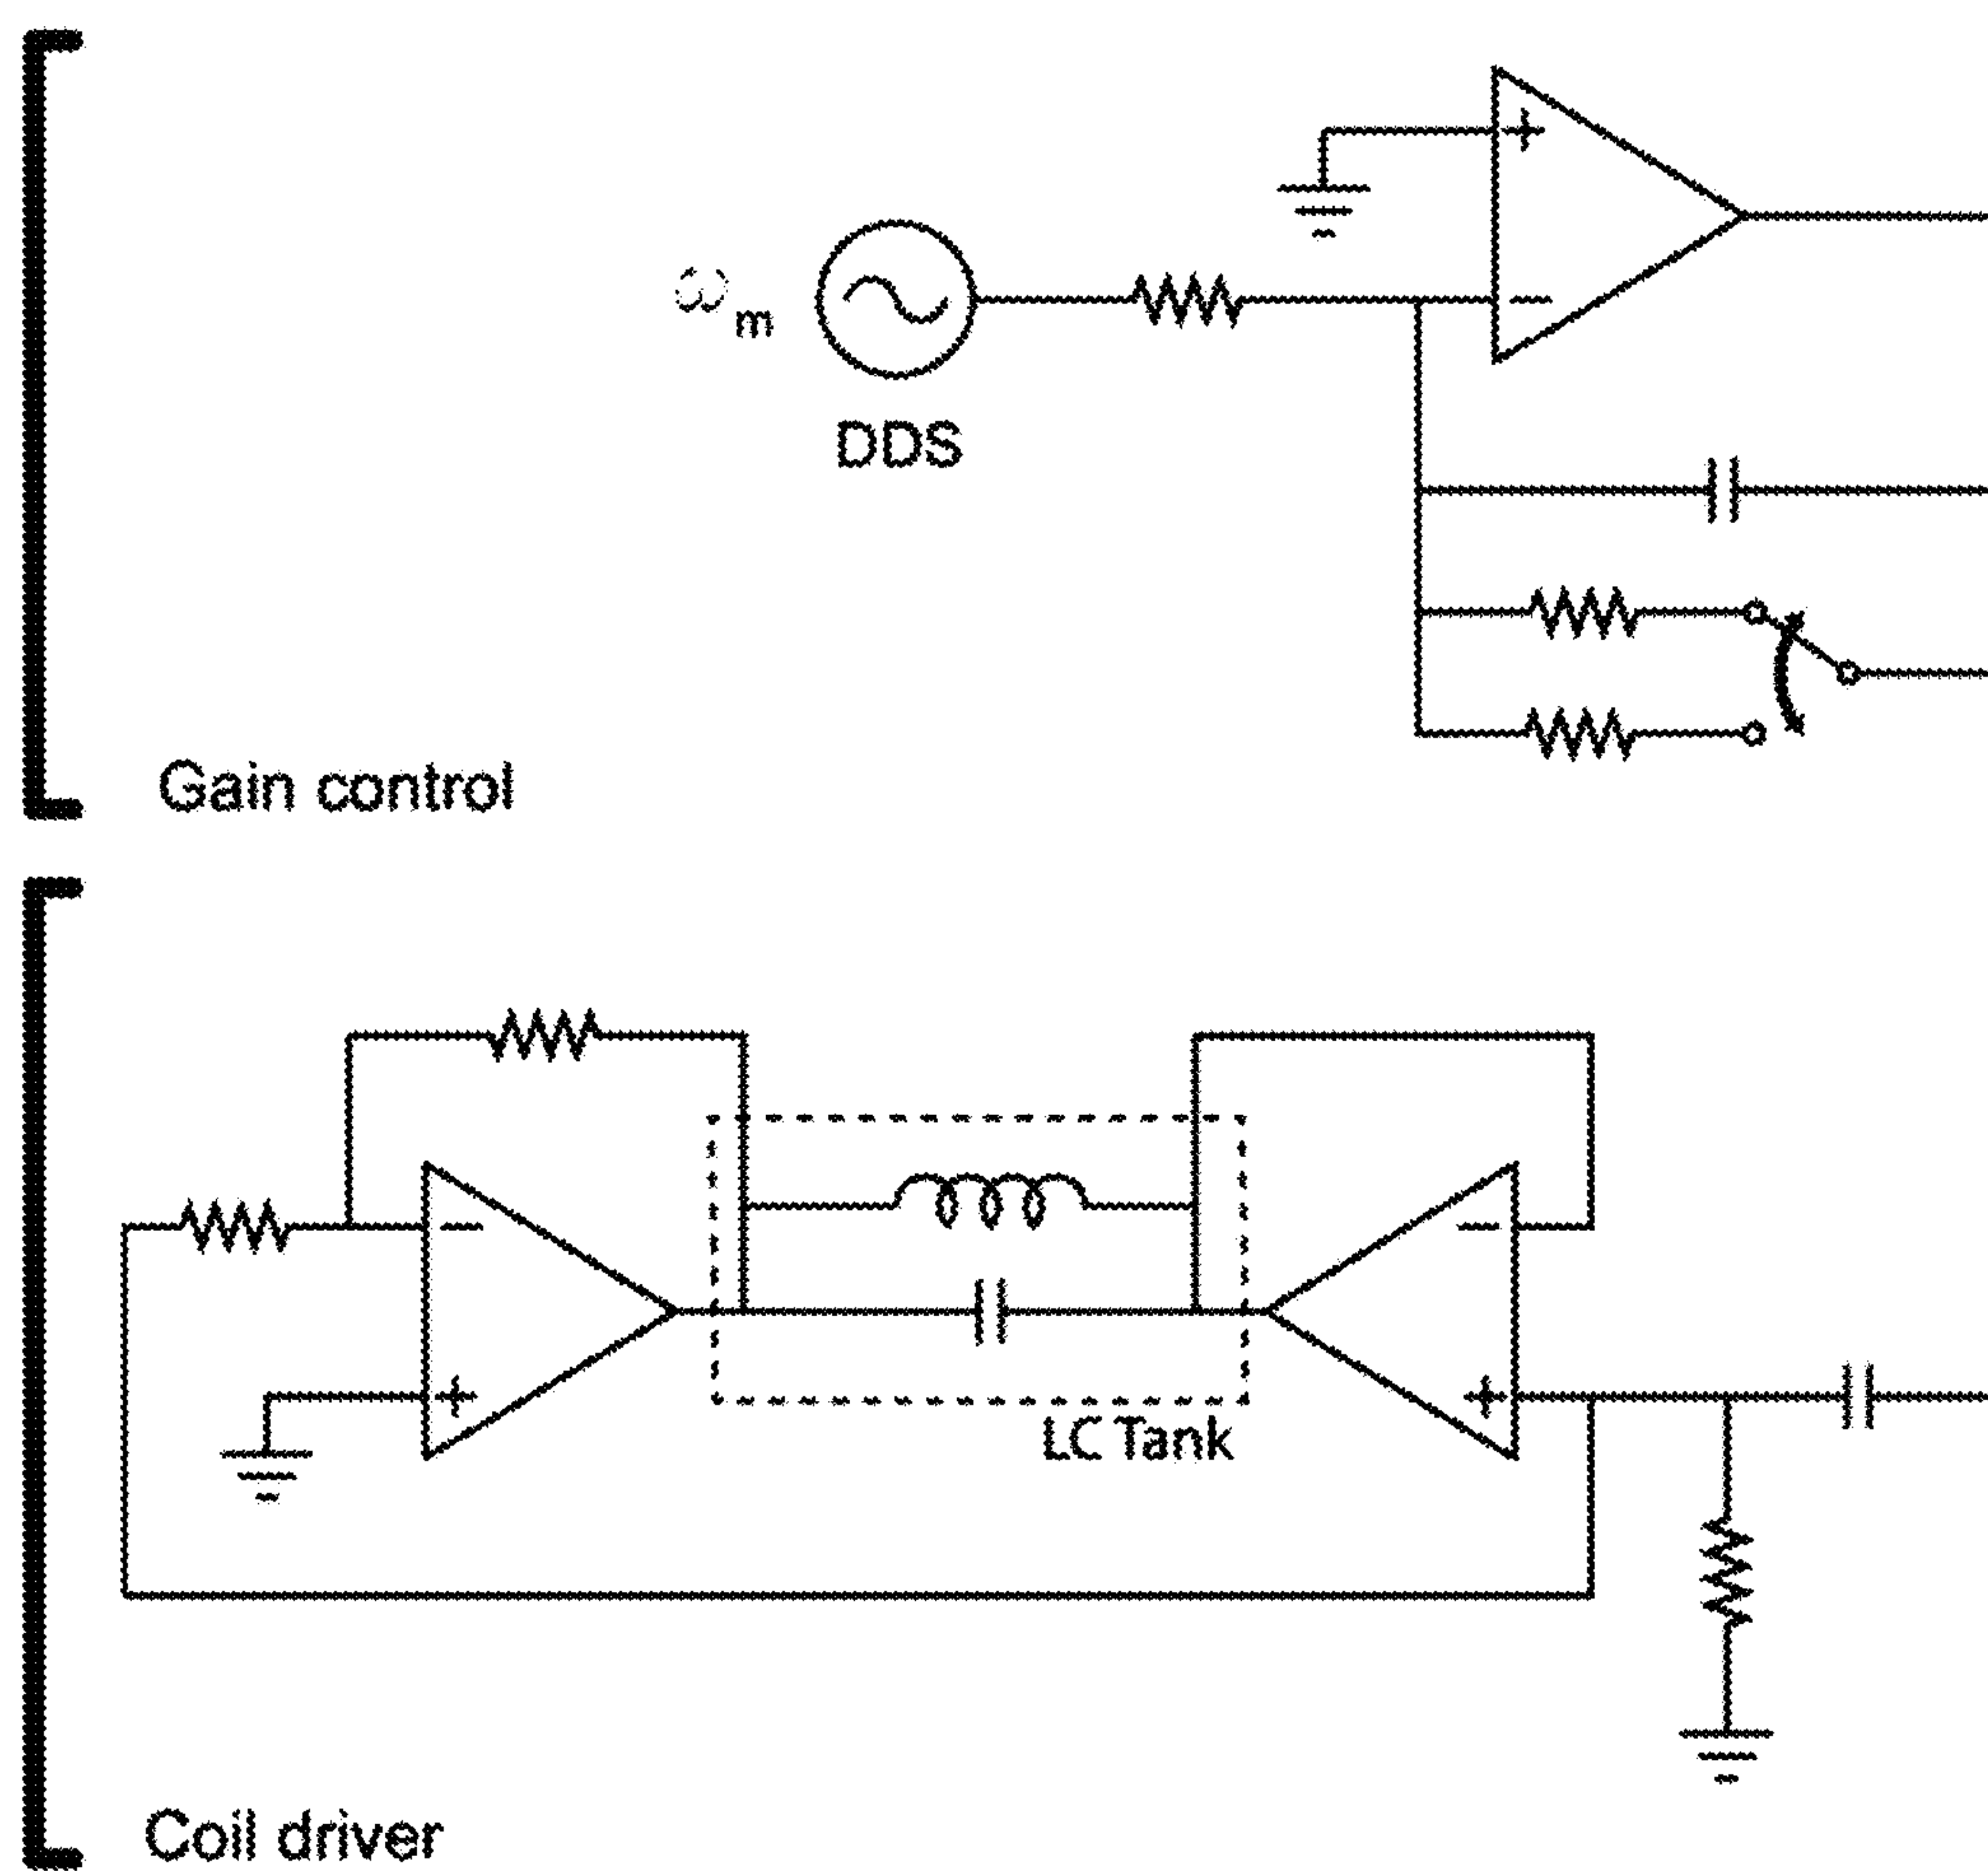 ωm
DDS
Gain control
LC Tank
Coil driver